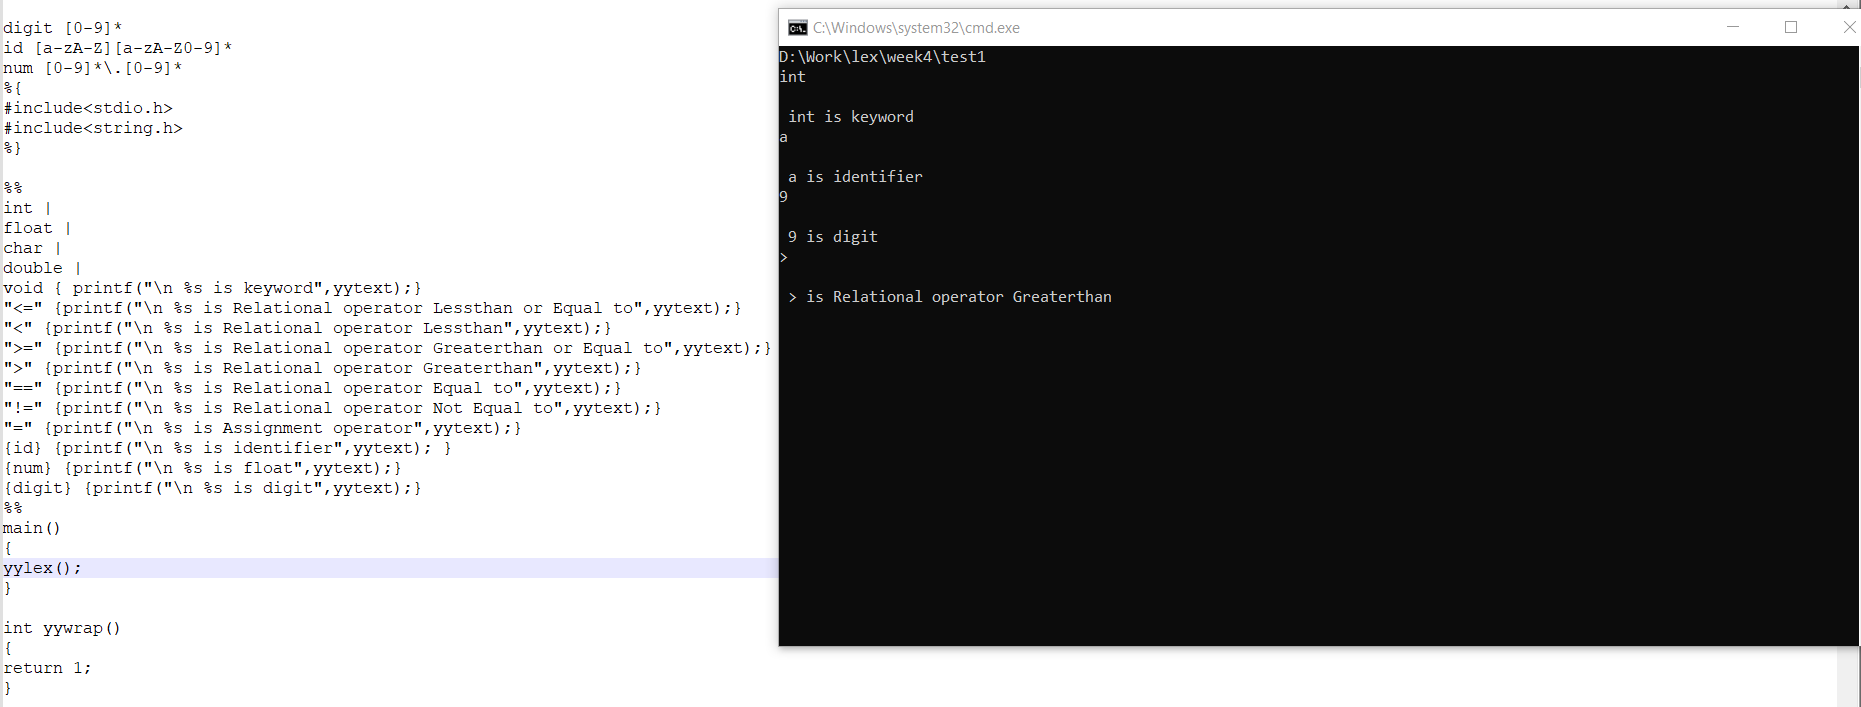 digit [0-9]*
id [a-zA-Z][a-zA-Z0-9]*
num [0-9]*\.[0-9]*
%{
#include<stdio.h>
#include<string.h>
%}
%%
int |
float |
char |
double |
void { printf("\n %s is keyword",yytext);}
"<=" {printf("\n %s is Relational operator Lessthan or Equal to",yytext);}
"<" {printf("\n %s is Relational operator Lessthan",yytext);}
">=" {printf("\n %s is Relational operator Greaterthan or Equal to",yytext);}
">" {printf("\n %s is Relational operator Greaterthan",yytext);}
"==" {printf("\n %s is Relational operator Equal to",yytext);}
"!=" {printf("\n %s is Relational operator Not Equal to",yytext);}
"=" {printf("\n %s is Assignment operator",yytext);}
{id} {printf("\n %s is identifier",yytext); }
{num} {printf("\n %s is float",yytext);}
{digit} {printf("\n %s is digit",yytext);}
%%
main()
{
yylex();
}
int yywrap()
{
return 1;
}
C:\Windows\system32\cmd.exe
D:\Work\lex\week4\test1
int
int is keyword
a
a is identifier
9
9 is digit
>
> is Relational operator Greaterthan